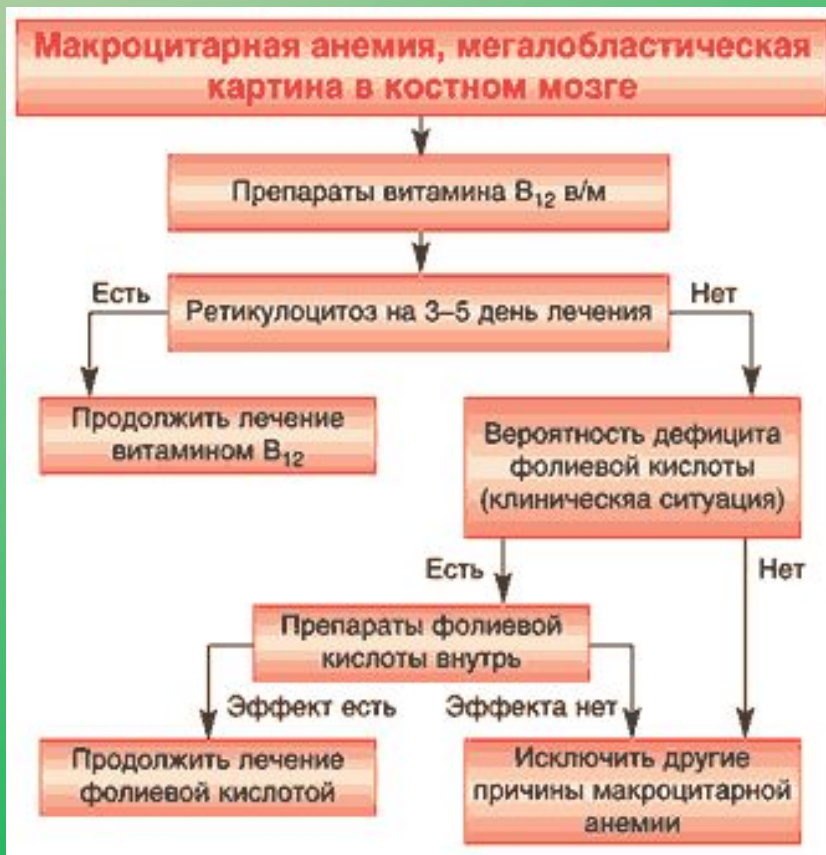 Макроцитарная анемия, мегалобластическая
картина в костном мозге
Препараты витамина В₁₂ в/м
Есть
Ретикулоцитоз на 3–5 день лечения
Нет
Продолжить лечение
витамином В₁₂
Вероятность дефицита
фолиевой кислоты
(клиническяа ситуация)
Есть
Нет
Препараты фолиевой
кислоты внутрь
Эффект есть
Эффекта нет
Продолжить лечение
фолиевой кислотой
Исключить другие
причины макроцитарной
анемии